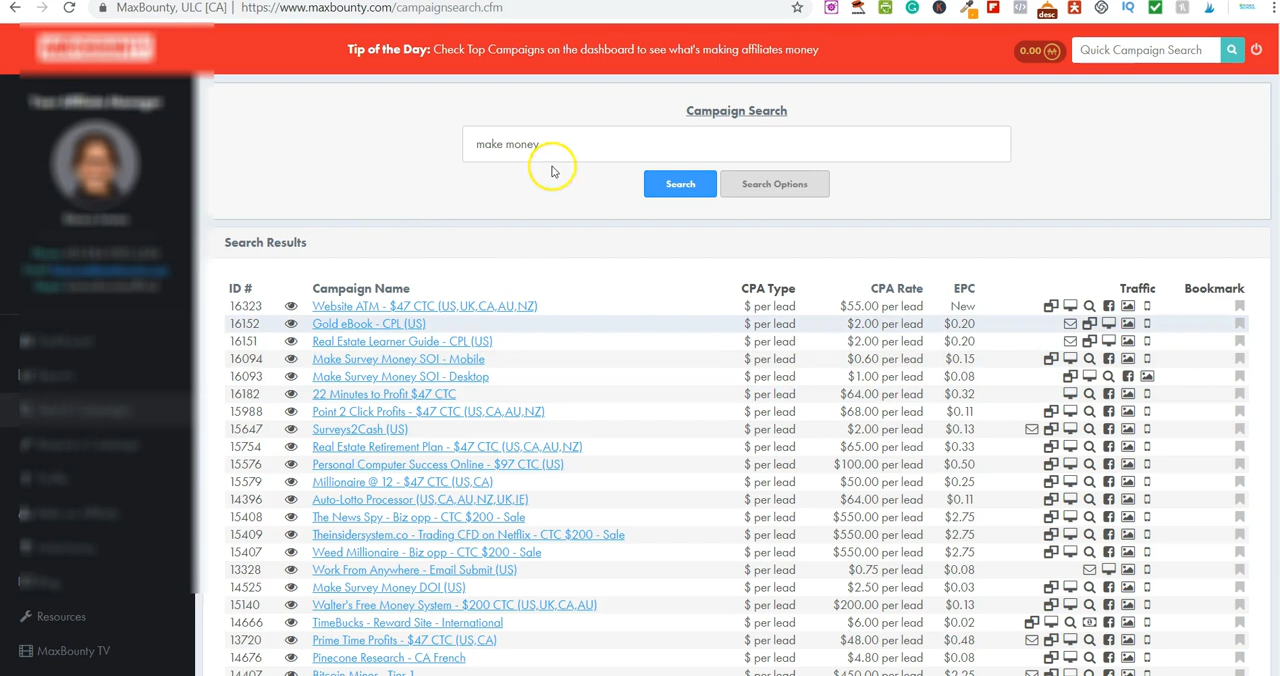 MaxBounty, ULC [CA] | https://www.maxbounty.com/campaignsearch.cfm
desc
IQ
Tip of the Day: Check Top Campaigns on the dashboard to see what's making affiliates money
0.00
Quick Campaign Search
Campaign Search
make money
Search
Search Options
Search Results
ID # Campaign Name CPA Type CPA Rate EPC Traffic Bookmark
16323 Website ATM - $47 CTC (US,UK,CA,AU,NZ) $ per lead $55.00 per lead New
16152 Gold eBook - CPL (US) $ per lead $2.00 per lead $0.20
16151 Real Estate Learner Guide - CPL (US) $ per lead $2.00 per lead $0.20
16094 Make Survey Money SOI - Mobile $ per lead $0.60 per lead $0.15
16093 Make Survey Money SOI - Desktop $ per lead $1.00 per lead $0.08
16182 22 Minutes to Profit $47 CTC $ per lead $64.00 per lead $0.32
15988 Point 2 Click Profits - $47 CTC (US,CA,AU,NZ) $ per lead $68.00 per lead $0.11
15647 Surveys2Cash (US) $ per lead $2.00 per lead $0.13
15754 Real Estate Retirement Plan - $47 CTC (US,CA,AU,NZ) $ per lead $65.00 per lead $0.33
15576 Personal Computer Success Online - $97 CTC (US) $ per lead $100.00 per lead $0.50
15579 Millionaire @ 12 - $47 CTC (US,CA) $ per lead $50.00 per lead $0.25
14396 Auto-Lotto Processor (US,CA,AU,NZ,UK,IE) $ per lead $64.00 per lead $0.11
15408 The News Spy - Biz opp - CTC $200 - Sale $ per lead $550.00 per lead $2.75
15409 Theinsidersystem.co - Trading CFD on Netflix - CTC $200 - Sale $ per lead $550.00 per lead $2.75
15407 Weed Millionaire - Biz opp - CTC $200 - Sale $ per lead $550.00 per lead $2.75
13328 Work From Anywhere - Email Submit (US) $ per lead $0.75 per lead $0.08
14525 Make Survey Money DOI (US) $ per lead $2.50 per lead $0.03
15140 Walter's Free Money System - $200 CTC (US,UK,CA,AU) $ per lead $200.00 per lead $0.13
14666 TimeBucks - Reward Site - International $ per lead $6.00 per lead $0.02
13720 Prime Time Profits - $47 CTC (US,CA) $ per lead $48.00 per lead $0.48
14676 Pinecone Research - CA French $ per lead $4.80 per lead $0.08
14407 Bitcoin Miner - Tier 1 $ per lead $450.00 per lead $2.25
Resources
MaxBounty TV